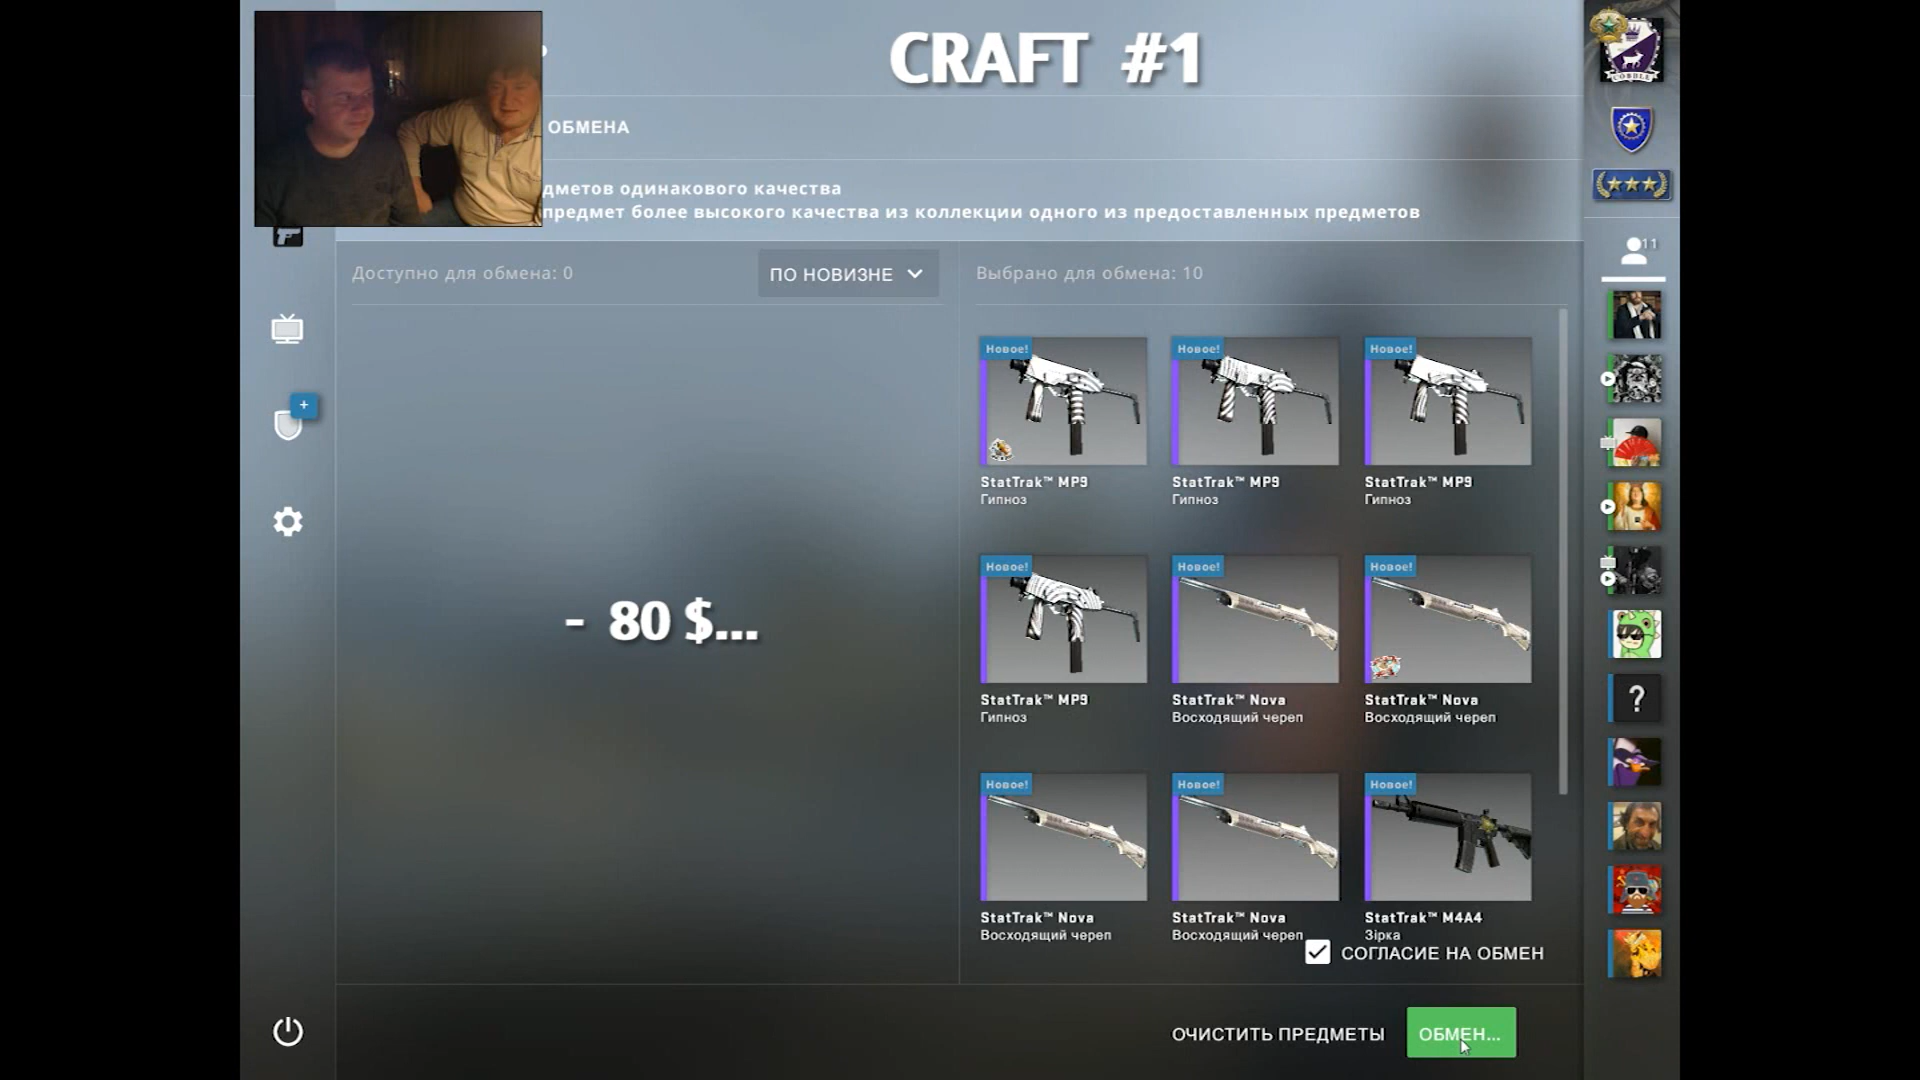 CRAFT #1
ОБМЕНА
дметов одинакового качества
предмет более высокого качества из коллекции одного из предоставленных предметов
Доступно для обмена: 0
ПО НОВИЗНЕ
Выбрано для обмена: 10
11
COBBLE
+
Новое!
Новое!
Новое!
StatTrak™ MP9
Гипноз
StatTrak™ MP9
Гипноз
StatTrak™ MP9
Гипноз
Новое!
Новое!
Новое!
StatTrak™ MP9
Гипноз
StatTrak™ Nova
Восходящий череп
StatTrak™ Nova
Восходящий череп
- 80 $...
?
Новое!
Новое!
Новое!
StatTrak™ Nova
Восходящий череп
StatTrak™ Nova
Восходящий череп
StatTrak™ M4A4
Зірка
СОГЛАСИЕ НА ОБМЕН
ОЧИСТИТЬ ПРЕДМЕТЫ
ОБМЕН...